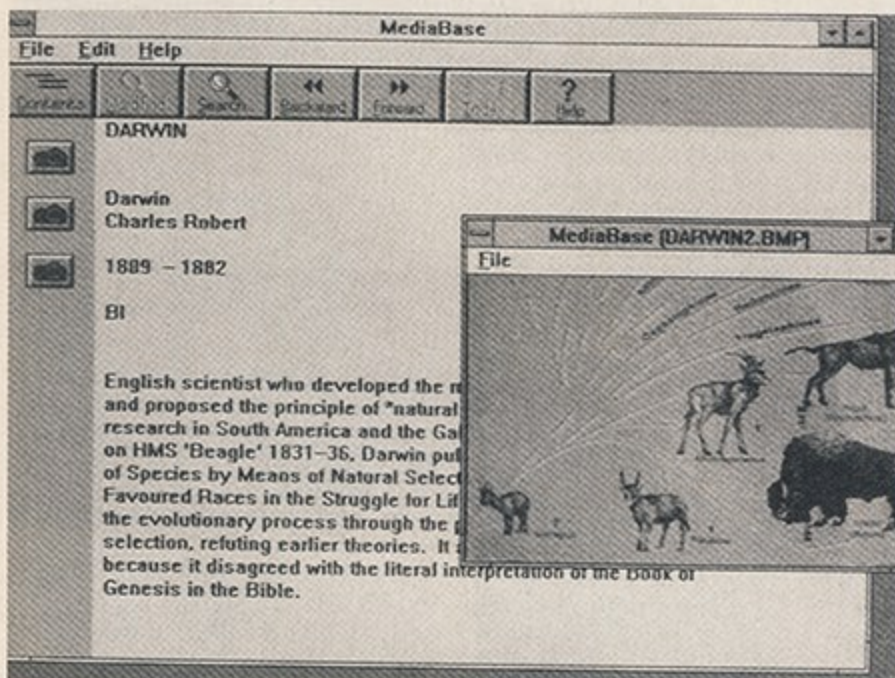 MediaBase
File Edit Help
Contents Search Backward Forward Help
DARWIN
Darwin
Charles Robert
1809 – 1882
BI
English scientist who developed the m
and proposed the principle of *natural
research in South America and the Gal
on HMS 'Beagle' 1831–36. Darwin pub
of Species by Means of Natural Select
Favoured Races in the Struggle for Lif
the evolutionary process through the p
selection, refuting earlier theories. It
because it disagreed with the literal interpretation of the Book of
Genesis in the Bible.
MediaBase [DARWIN2.BMP]
File